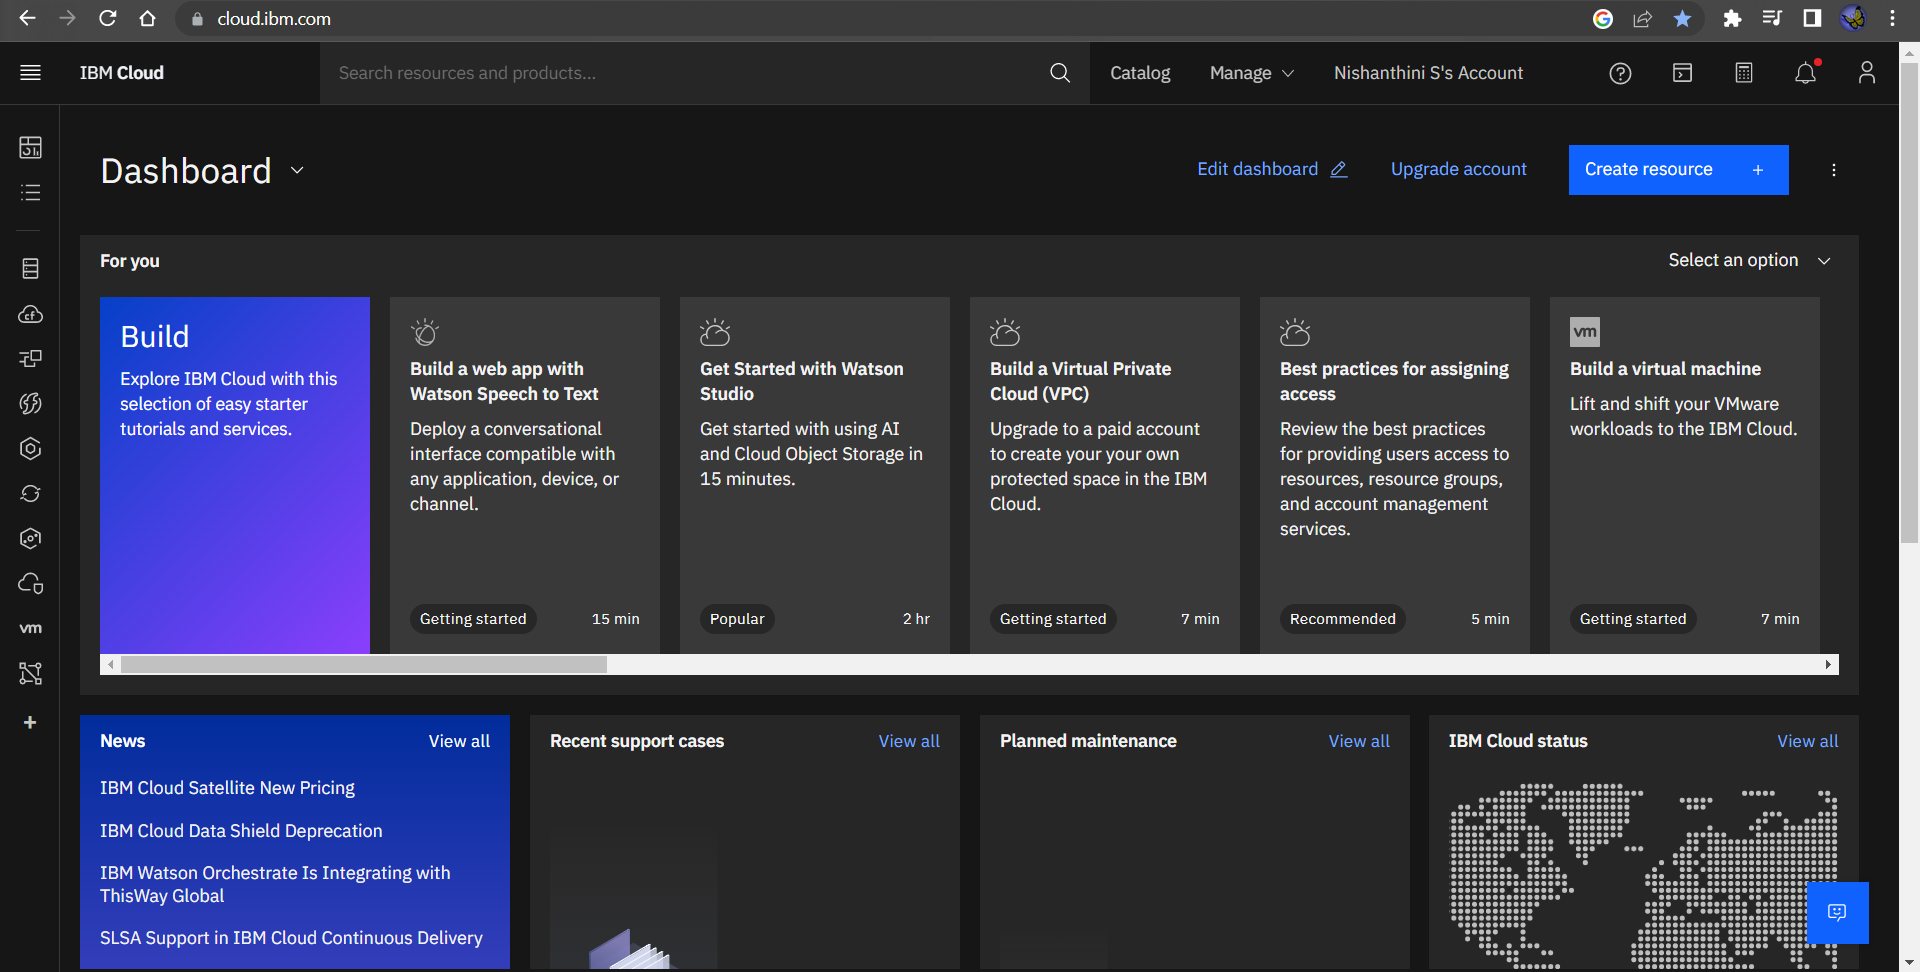 cloud.ibm.com
IBM Cloud
Search resources and products...
Catalog
Manage
Nishanthini S's Account
Dashboard
Edit dashboard
Upgrade account
Create resource +
For you
Select an option
Build
Explore IBM Cloud with this
selection of easy starter
tutorials and services.
Build a web app with
Watson Speech to Text
Deploy a conversational
interface compatible with
any application, device, or
channel.
Getting started
15 min
Get Started with Watson
Studio
Get started with using AI
and Cloud Object Storage in
15 minutes.
Popular
2 hr
Build a Virtual Private
Cloud (VPC)
Upgrade to a paid account
to create your your own
protected space in the IBM
Cloud.
Getting started
7 min
Best practices for assigning
access
Review the best practices
for providing users access to
resources, resource groups,
and account management
services.
Recommended
5 min
vm
Build a virtual machine
Lift and shift your VMware
workloads to the IBM Cloud.
Getting started
7 min
cf
vm
News
View all
IBM Cloud Satellite New Pricing
IBM Cloud Data Shield Deprecation
IBM Watson Orchestrate Is Integrating with
ThisWay Global
SLSA Support in IBM Cloud Continuous Delivery
Recent support cases
View all
Planned maintenance
View all
IBM Cloud status
View all